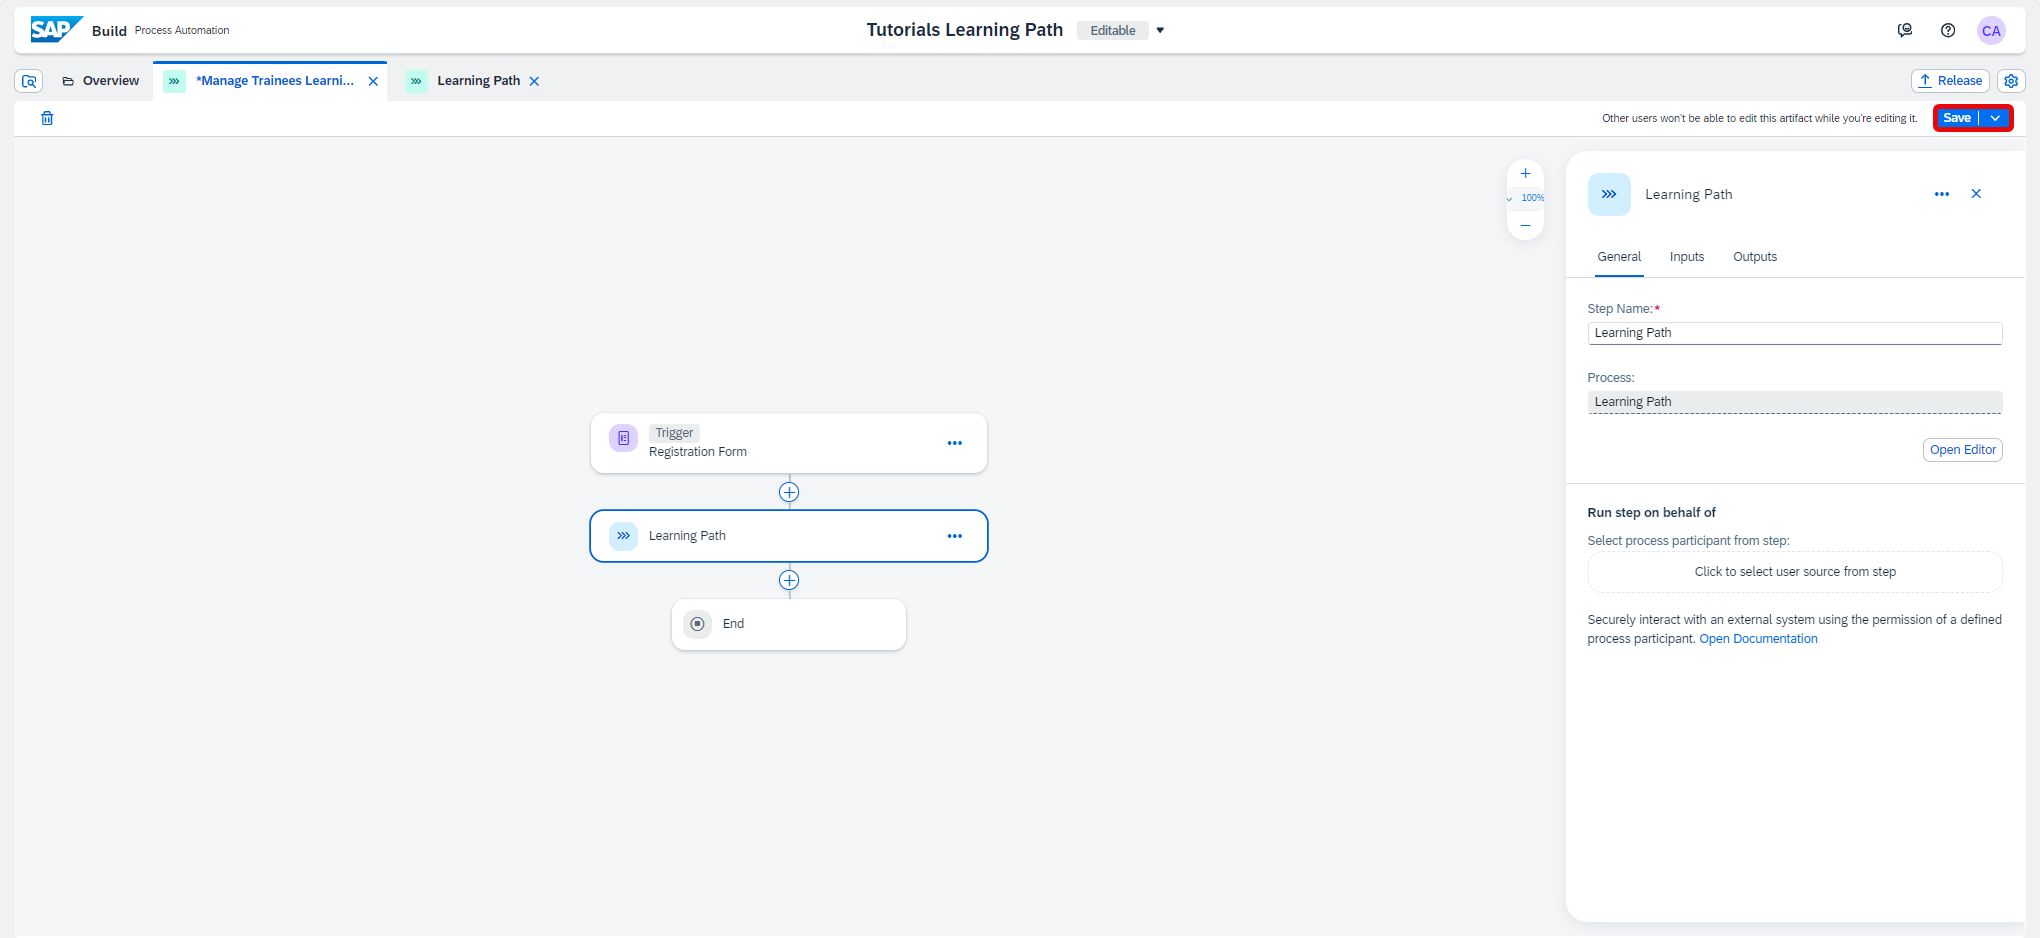 SAP Build Process Automation
Tutorials Learning Path Editable
CA
Overview
*Manage Trainees Learni...
Learning Path
Release
Other users won't be able to edit this artifact while you're editing it.
Save
100%
Trigger
Registration Form
Learning Path
End
Learning Path
General Inputs Outputs
Step Name:*
Learning Path
Process:
Learning Path
Open Editor
Run step on behalf of
Select process participant from step:
Click to select user source from step
Securely interact with an external system using the permission of a defined
process participant. Open Documentation